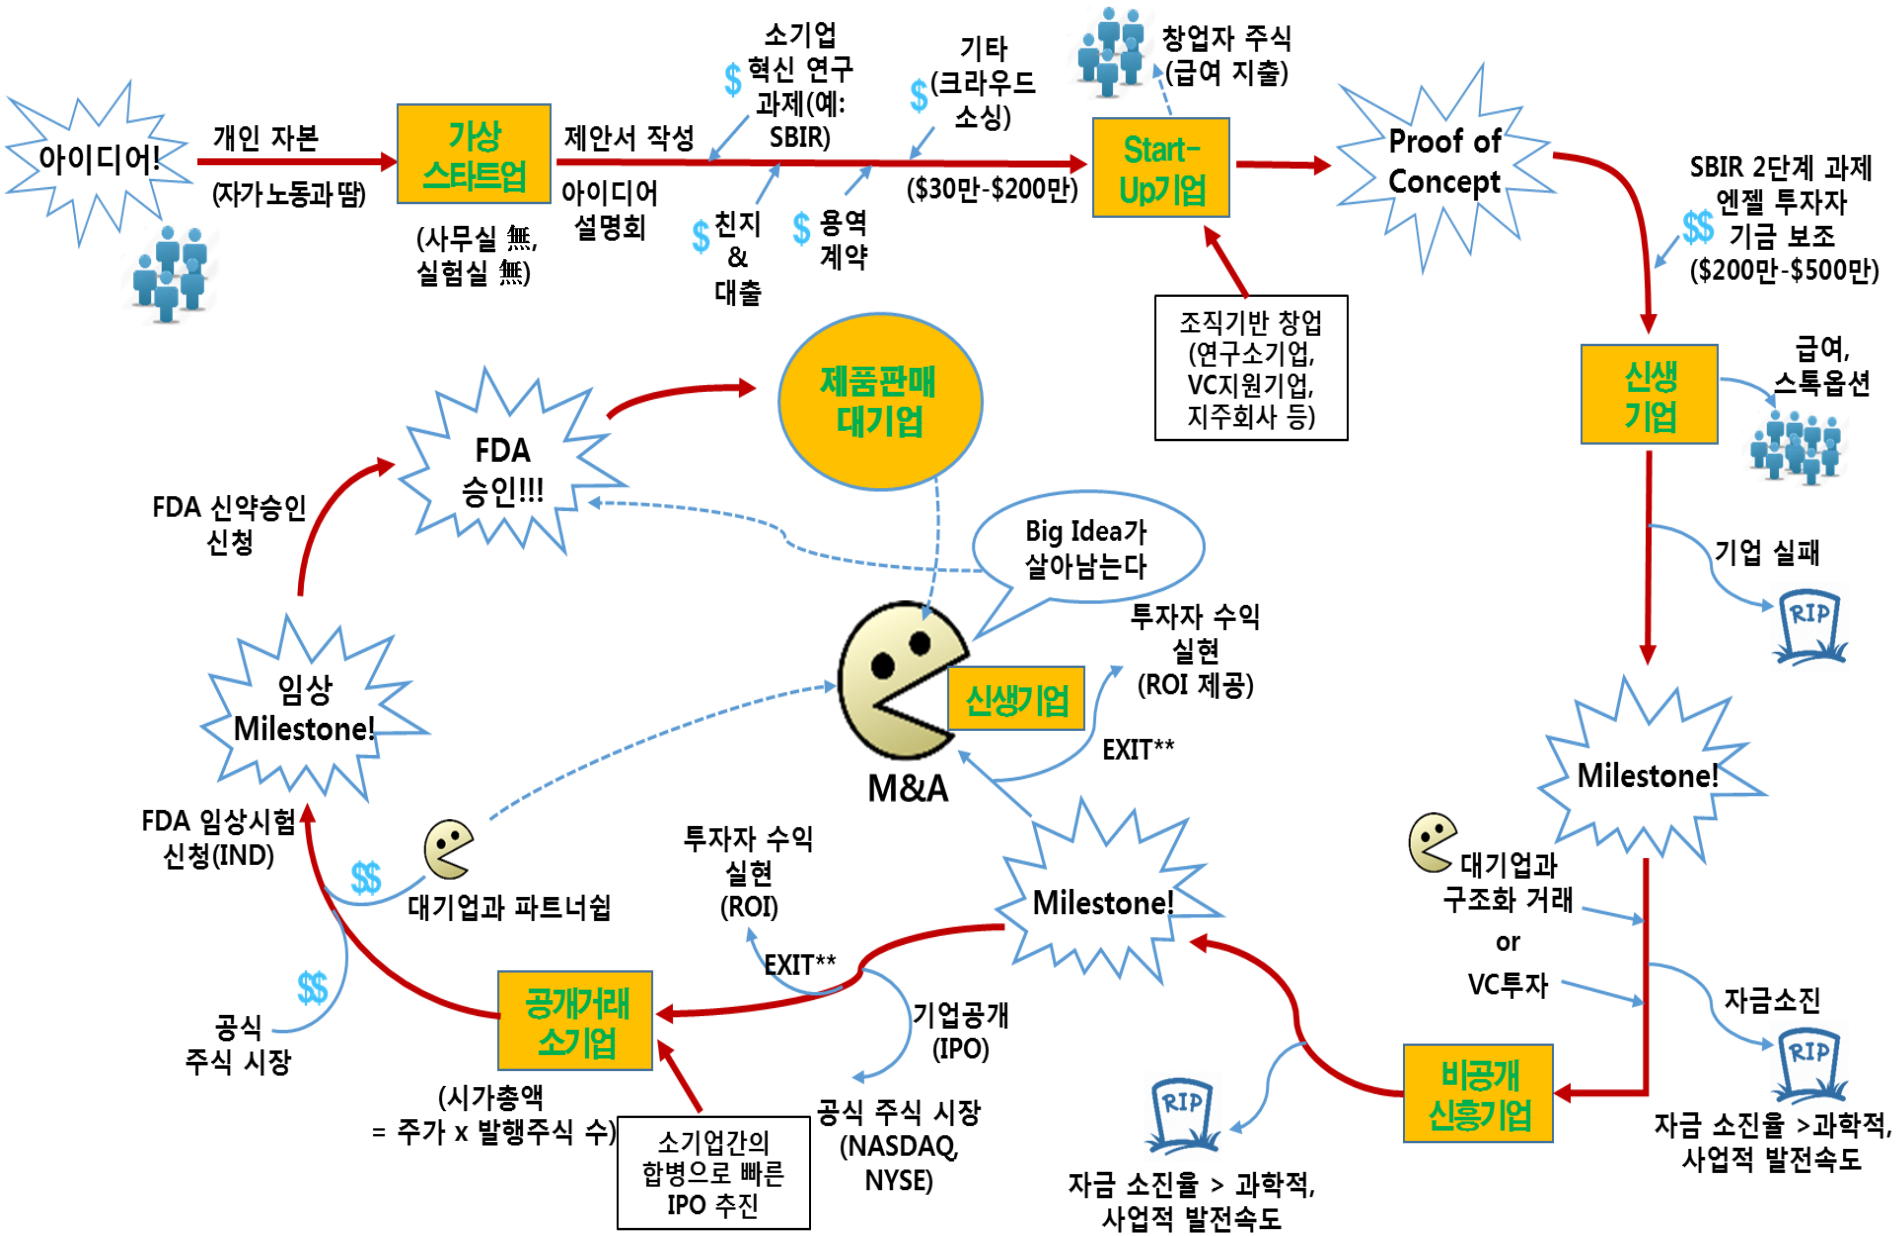 아이디어!
개인 자본
(자가 노동과 땀)
가상
스타트업
(사무실 無,
실험실 無)
제안서 작성
아이디어
설명회
$
소기업
혁신 연구
과제(예:
SBIR)
$
친지
&
대출
$
용역
계약
$
기타
(크라우드
소싱)
($30만-$200만)
Start-
Up기업
창업자 주식
(급여 지출)
조직기반 창업
(연구소기업,
VC지원기업,
지주회사 등)
Proof of
Concept
SBIR 2단계 과제
$$ 엔젤 투자자
기금 보조
($200만-$500만)
신생
기업
급여,
스톡옵션
기업 실패
RIP
Milestone!
대기업과
구조화 거래
or
VC투자
자금소진
RIP
자금 소진율 >과학적,
사업적 발전속도
비공개
신흥기업
RIP
자금 소진율 > 과학적,
사업적 발전속도
Milestone!
EXIT**
투자자 수익
실현
(ROI 제공)
신생기업
M&A
Big Idea가
살아남는다
투자자 수익
실현
(ROI)
EXIT**
기업공개
(IPO)
공식 주식 시장
(NASDAQ,
NYSE)
공개거래
소기업
(시가총액
= 주가 x 발행주식 수)
소기업간의
합병으로 빠른
IPO 추진
$$
공식
주식 시장
$$
대기업과 파트너쉽
FDA 임상시험
신청(IND)
임상
Milestone!
FDA 신약승인
신청
FDA
승인!!!
제품판매
대기업